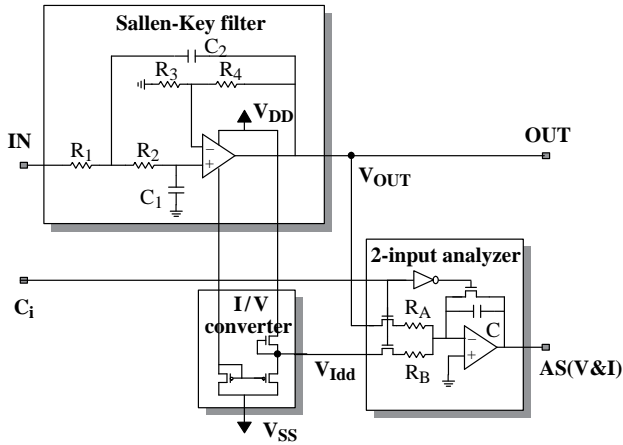 Sallen-Key filter
C2
R3
R4
VDD
IN
R1
R2
C1
OUT
VOUT
2-input analyzer
Ci
I/V
converter
RA
C
RB
VIdd
AS(V&I)
VSS